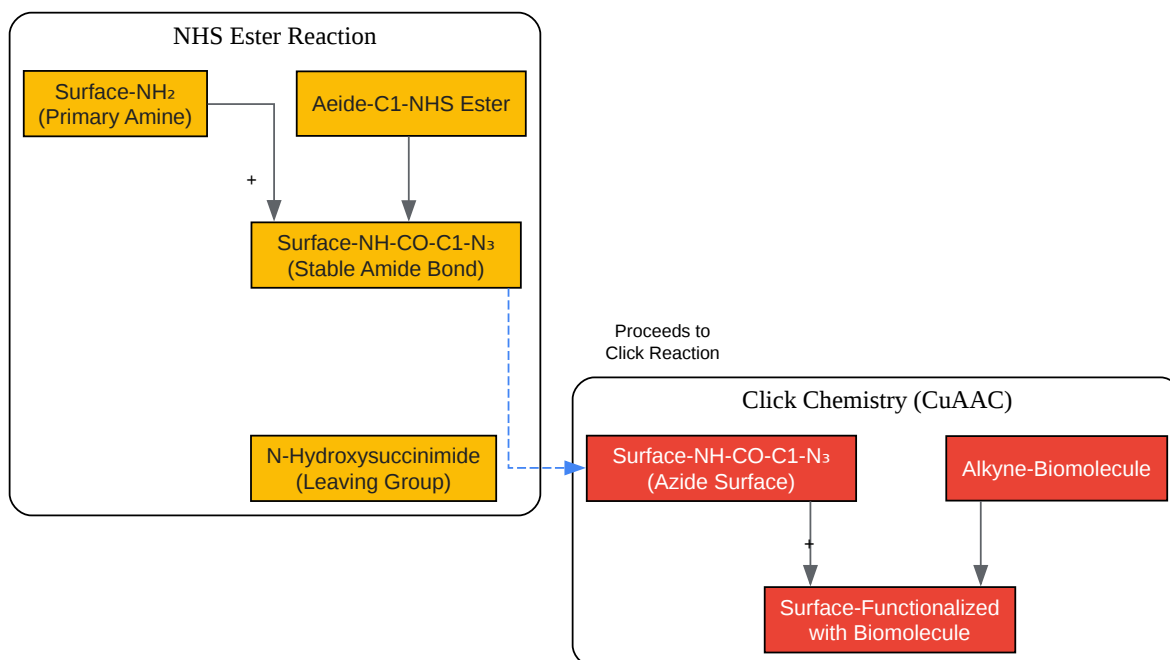 NHS Ester Reaction
Surface-NH₂
(Primary Amine)
Aeide-C1-NHS Ester
+
Surface-NH-CO-C1-N₃
(Stable Amide Bond)
N-Hydroxysuccinimide
(Leaving Group)
Proceeds to
Click Reaction
Click Chemistry (CuAAC)
Surface-NH-CO-C1-N₃
(Azide Surface)
Alkyne-Biomolecule
+
Surface-Functionalized
with Biomolecule